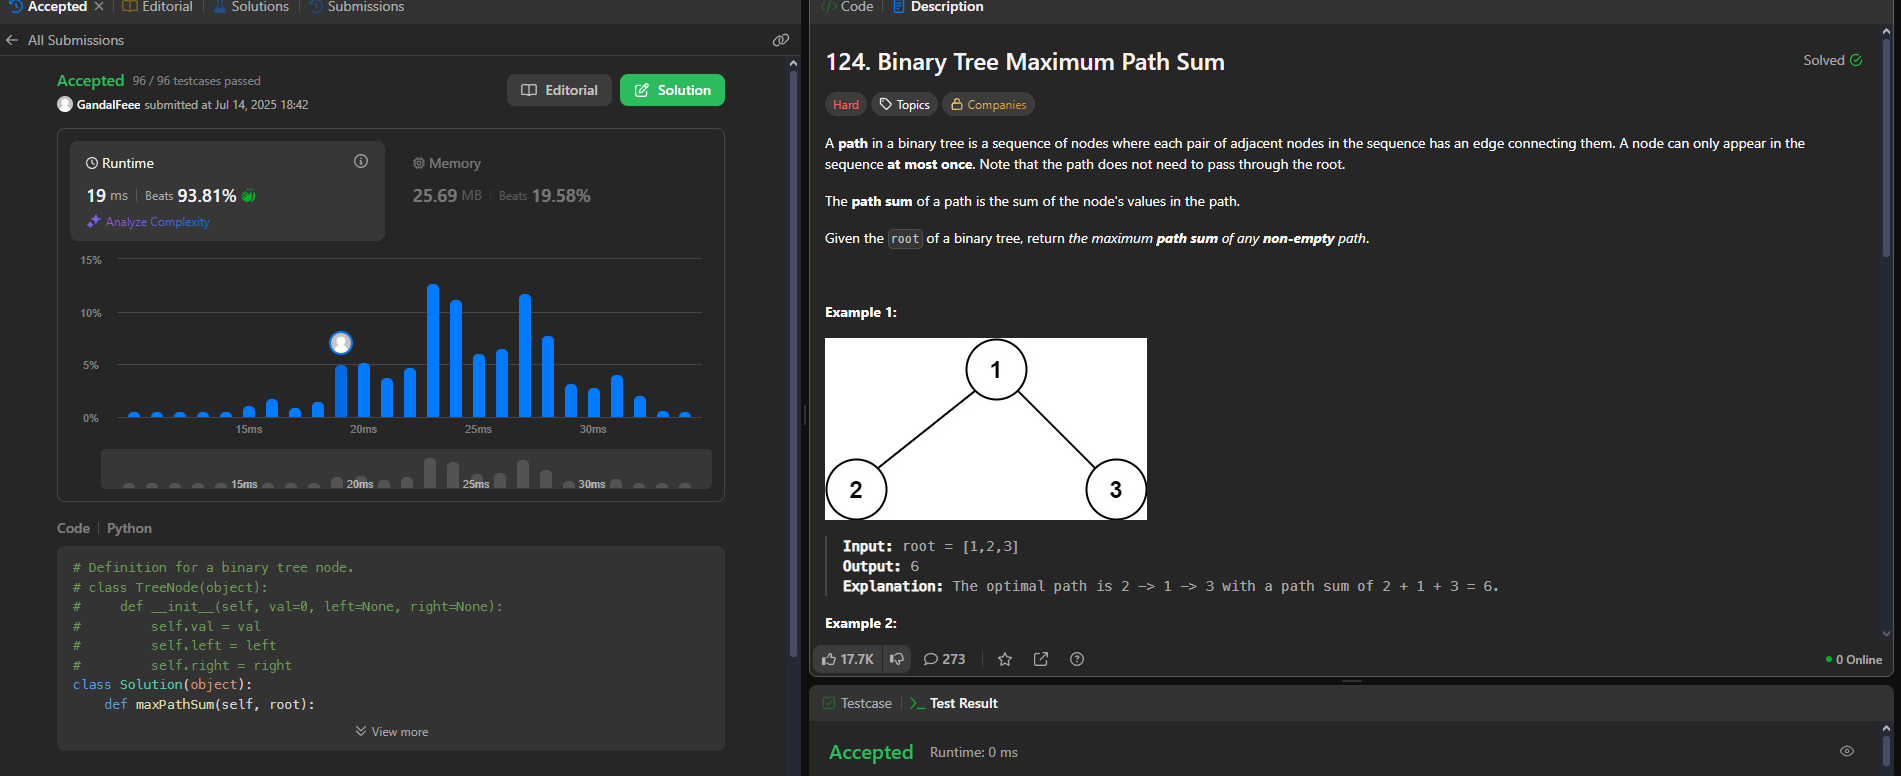 Accepted
Editorial
Solutions
Submissions
All Submissions
Accepted 96 / 96 testcases passed
GandalFeee submitted at Jul 14, 2025 18:42
Editorial
Solution
Runtime
19 ms Beats 93.81%
Analyze Complexity
Memory
25.69 MB Beats 19.58%
15%
10%
5%
0%
15ms 20ms 25ms 30ms
15ms 20ms 25ms 30ms
Code Python
# Definition for a binary tree node.
# class TreeNode(object):
#     def __init__(self, val=0, left=None, right=None):
#         self.val = val
#         self.left = left
#         self.right = right
class Solution(object):
    def maxPathSum(self, root):
View more
Code
Description
124. Binary Tree Maximum Path Sum
Solved
Hard Topics Companies
A path in a binary tree is a sequence of nodes where each pair of adjacent nodes in the sequence has an edge connecting them. A node can only appear in the
sequence at most once. Note that the path does not need to pass through the root.
The path sum of a path is the sum of the node's values in the path.
Given the root of a binary tree, return the maximum path sum of any non-empty path.
Example 1:
1
2 3
Input: root = [1,2,3]
Output: 6
Explanation: The optimal path is 2 -> 1 -> 3 with a path sum of 2 + 1 + 3 = 6.
Example 2:
17.7K 273
0 Online
Testcase
Test Result
Accepted Runtime: 0 ms